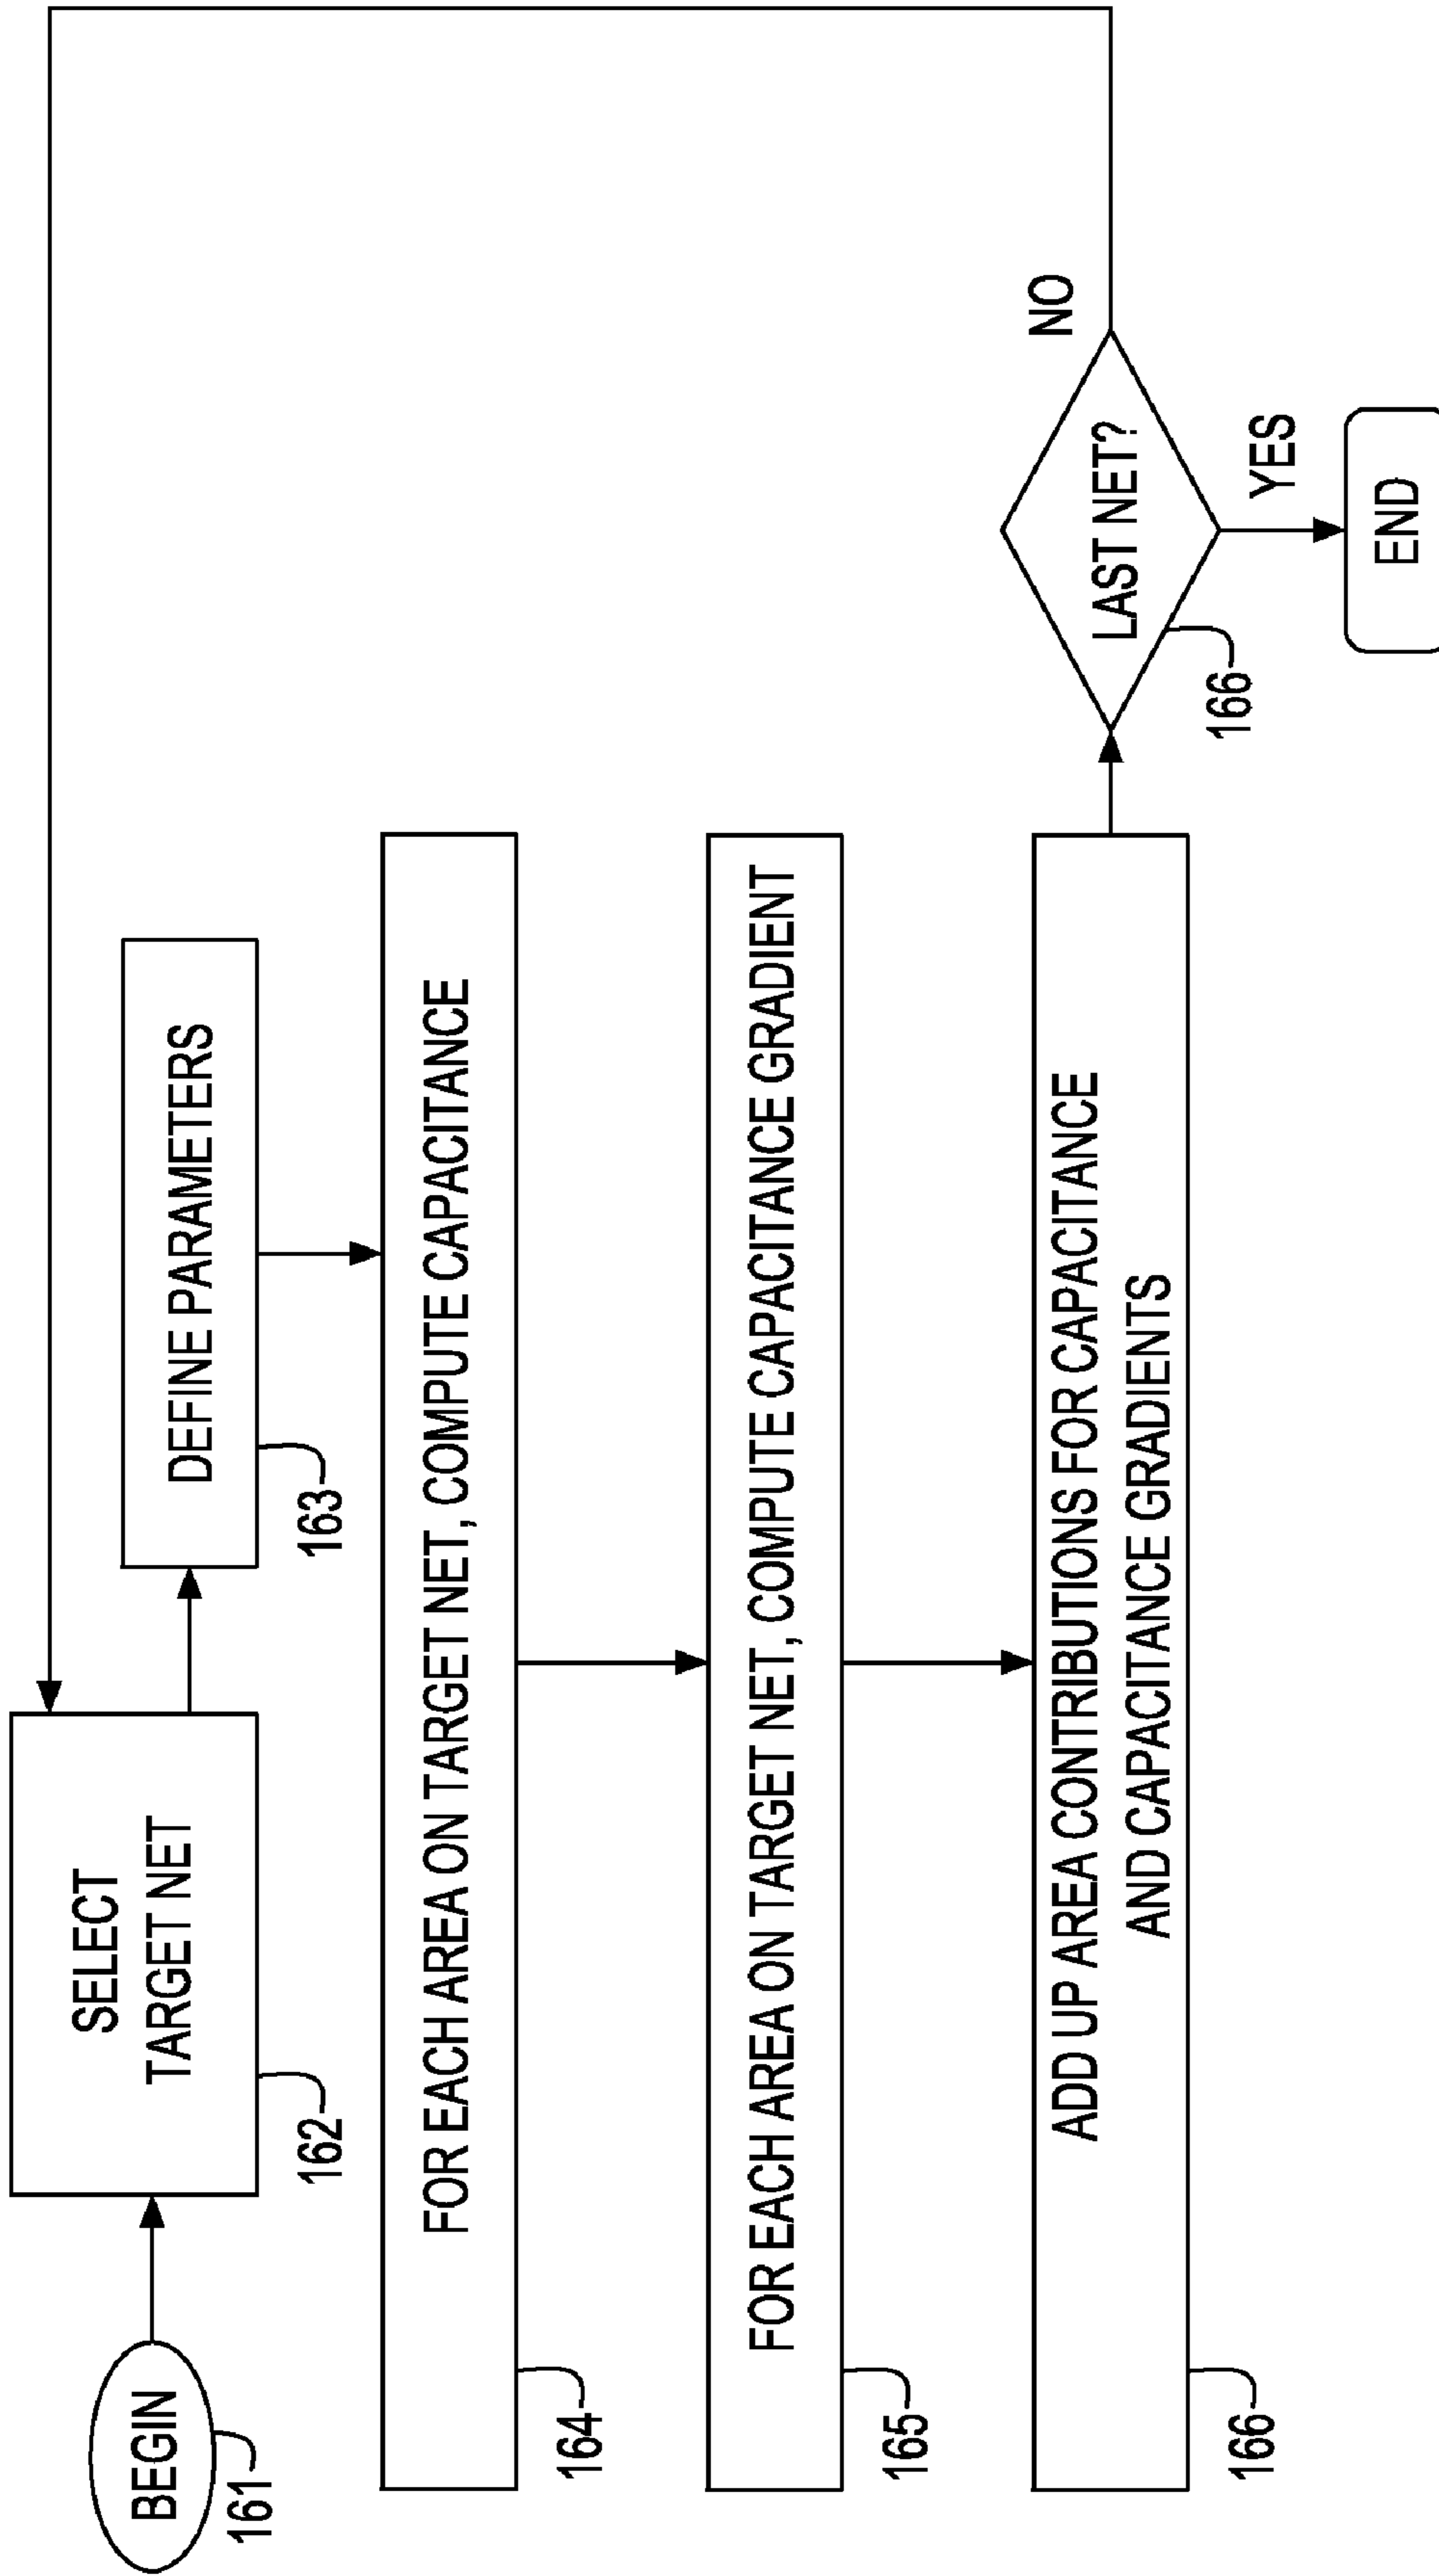 BEGIN
161
SELECT
TARGET NET
162
DEFINE PARAMETERS
163
FOR EACH AREA ON TARGET NET, COMPUTE CAPACITANCE
164
FOR EACH AREA ON TARGET NET, COMPUTE CAPACITANCE GRADIENT
165
ADD UP AREA CONTRIBUTIONS FOR CAPACITANCE
AND CAPACITANCE GRADIENTS
166
LAST NET?
166
NO
YES
END